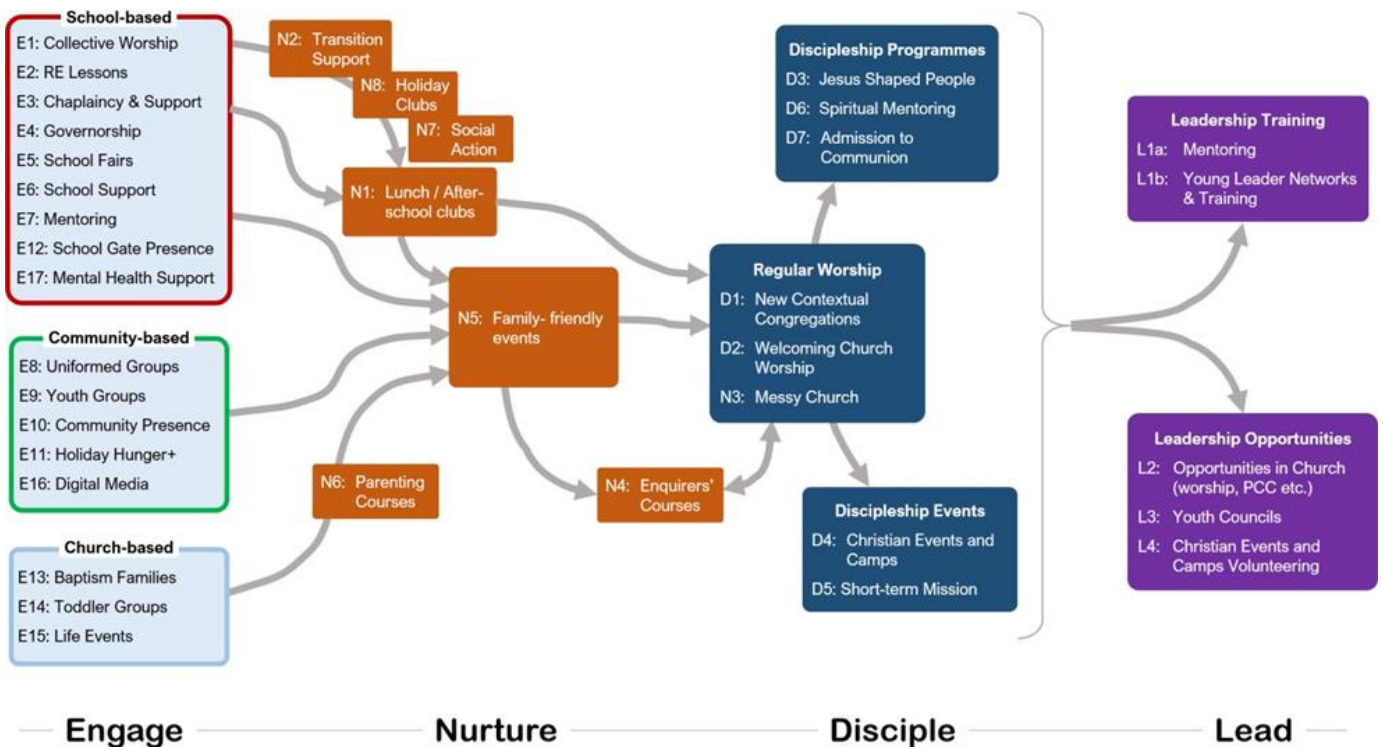 School-based
E1: Collective Worship
E2: RE Lessons
E3: Chaplaincy & Support
E4: Governorship
E5: School Fairs
E6: School Support
E7: Mentoring
E12: School Gate Presence
E17: Mental Health Support
Community-based
E8: Uniformed Groups
E9: Youth Groups
E10: Community Presence
E11: Holiday Hunger+
E16: Digital Media
Church-based
E13: Baptism Families
E14: Toddler Groups
E15: Life Events
N2: Transition
Support
N8: Holiday
Clubs
N7: Social
Action
N1: Lunch / After-
school clubs
N5: Family- friendly
events
N6: Parenting
Courses
N4: Enquirers'
Courses
Discipleship Programmes
D3: Jesus Shaped People
D6: Spiritual Mentoring
D7: Admission to
Communion
Regular Worship
D1: New Contextual
Congregations
D2: Welcoming Church
Worship
N3: Messy Church
Discipleship Events
D4: Christian Events and
Camps
D5: Short-term Mission
Leadership Training
L1a: Mentoring
L1b: Young Leader Networks
& Training
Leadership Opportunities
L2: Opportunities in Church
(worship, PCC etc.)
L3: Youth Councils
L4: Christian Events and
Camps Volunteering
Engage
Nurture
Disciple
Lead